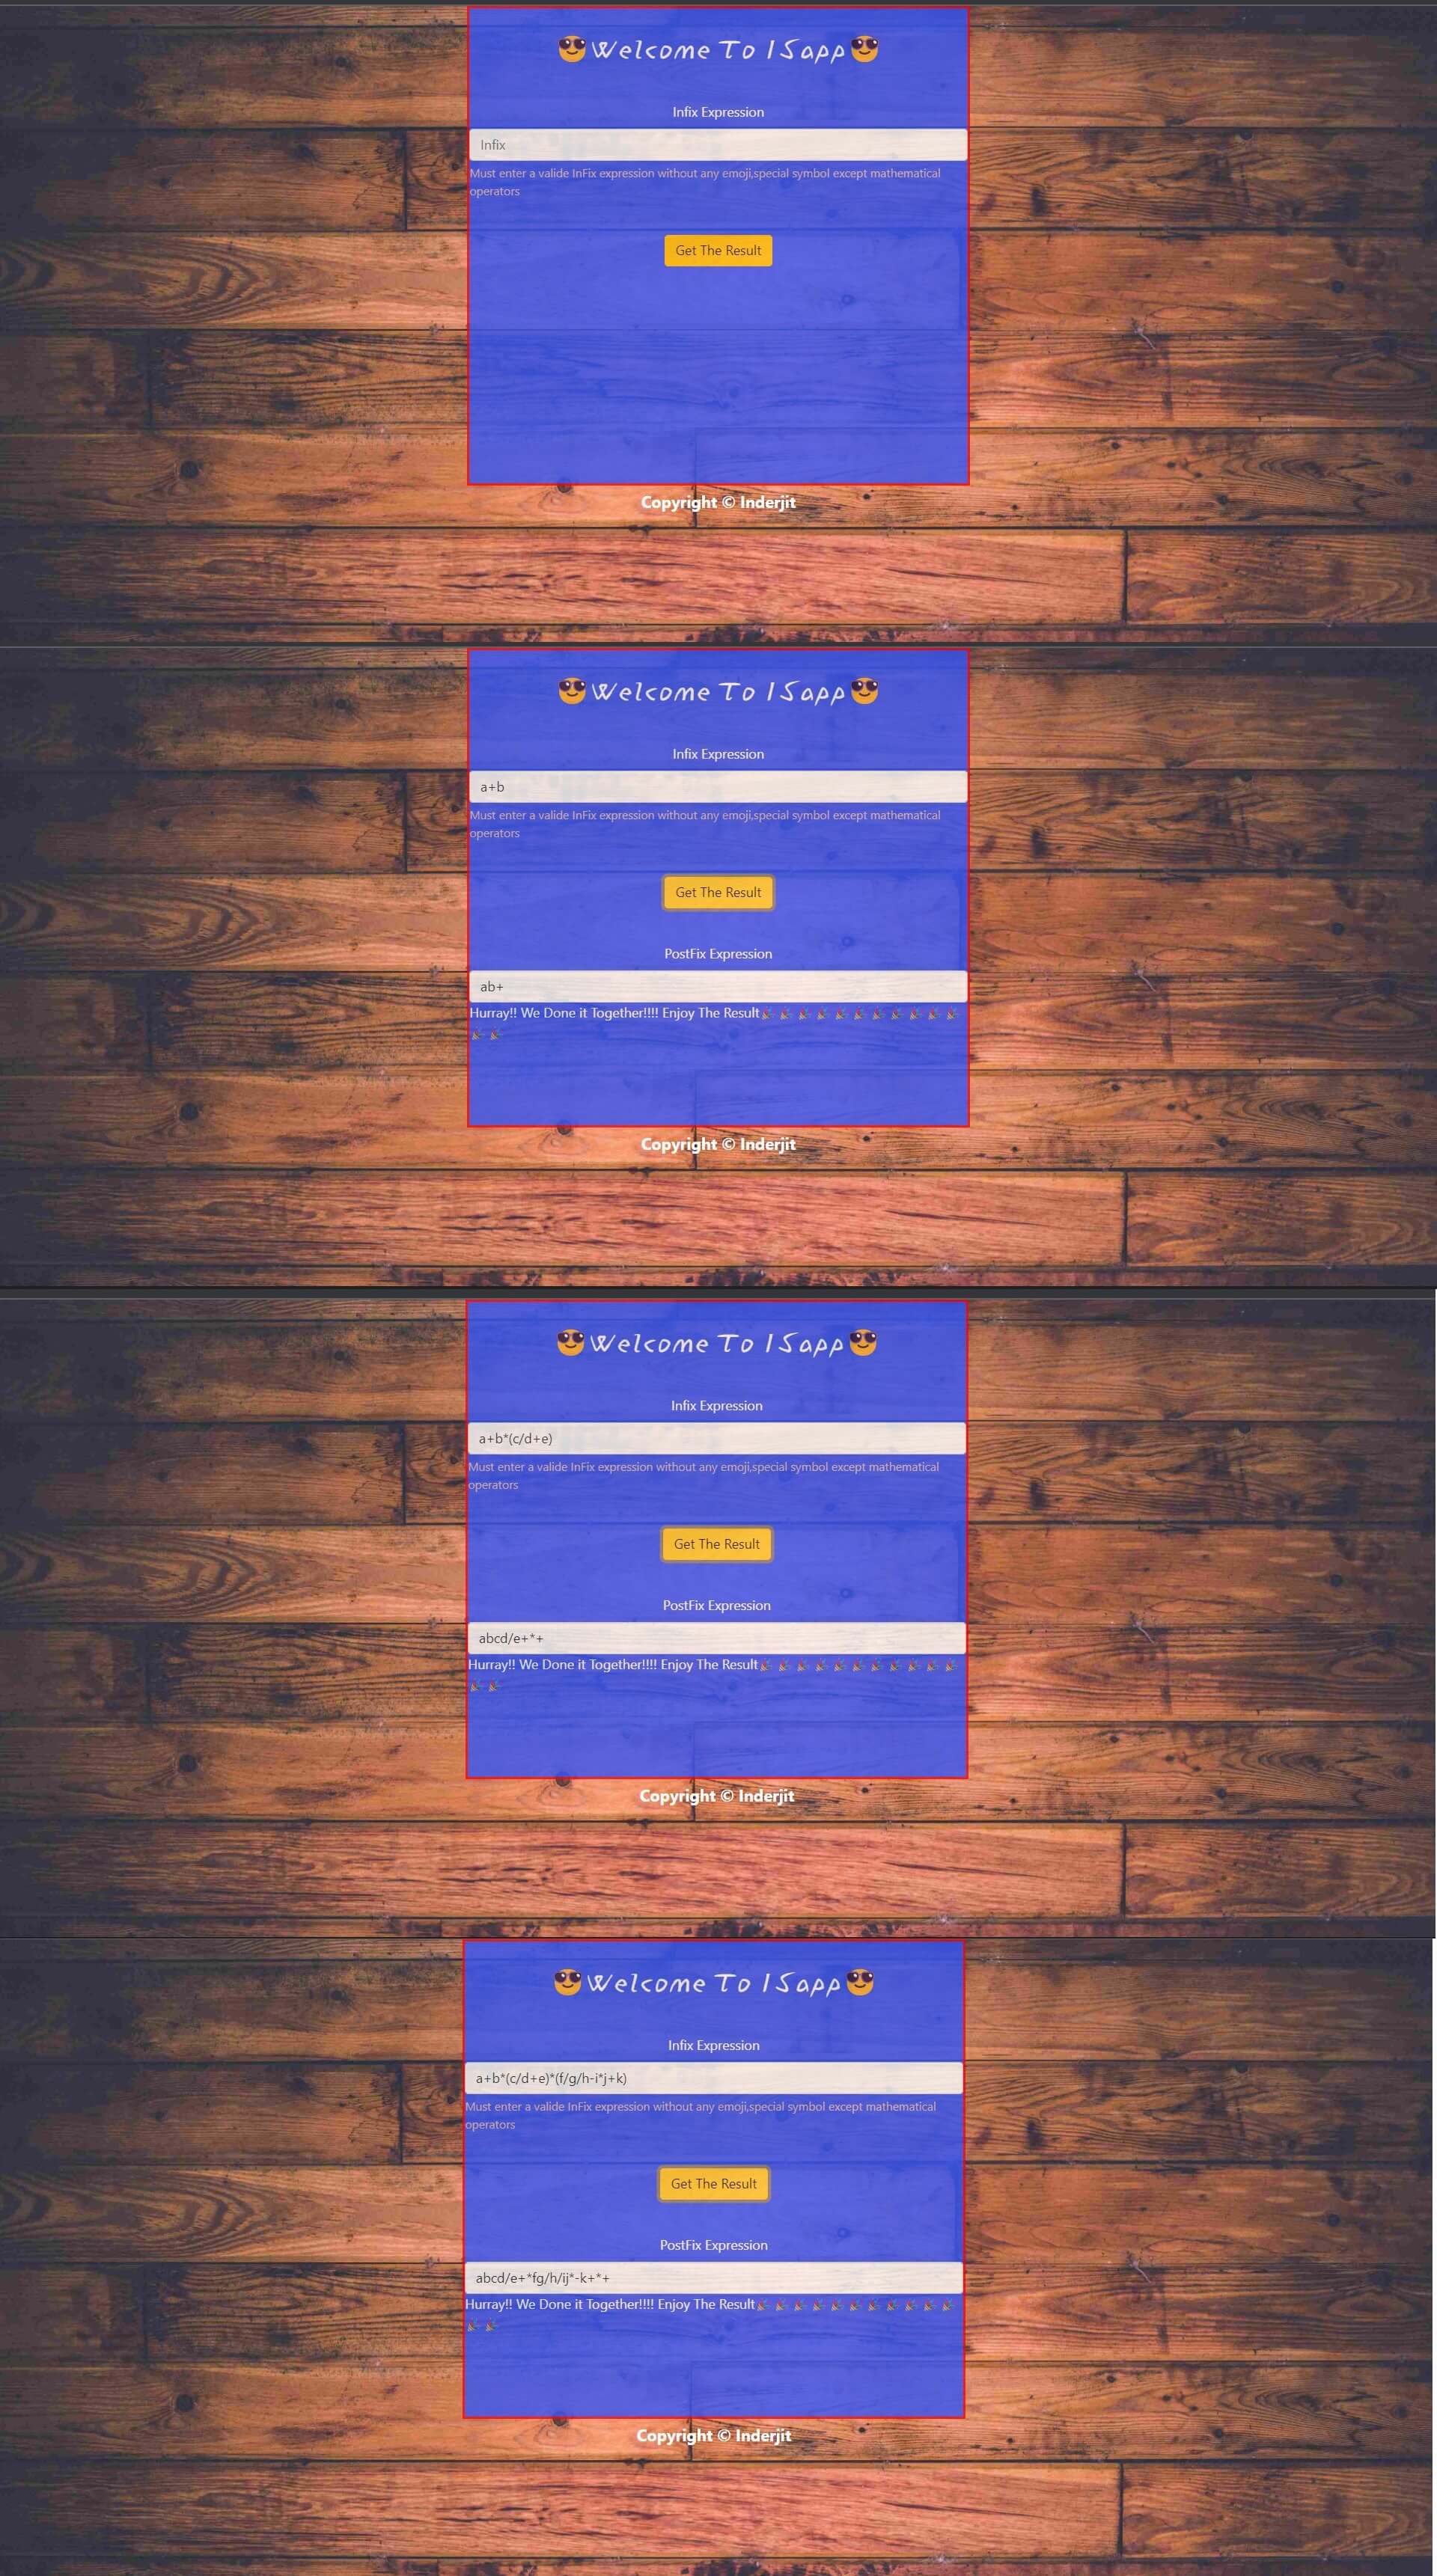 😎Welcome To ISapp😎
Infix Expression
Infix
Must enter a valide InFix expression without any emoji,special symbol except mathematical
operators
Get The Result
Copyright © Inderjit
😎Welcome To ISapp😎
Infix Expression
a+b
Must enter a valide InFix expression without any emoji,special symbol except mathematical
operators
Get The Result
PostFix Expression
ab+
Hurray!! We Done it Together!!!! Enjoy The Result🎉🎉🎉🎉🎉🎉🎉🎉🎉🎉🎉
🎉🎉
Copyright © Inderjit
😎Welcome To ISapp😎
Infix Expression
a+b*(c/d+e)
Must enter a valide InFix expression without any emoji,special symbol except mathematical
operators
Get The Result
PostFix Expression
abcd/e+*+
Hurray!! We Done it Together!!!! Enjoy The Result🎉🎉🎉🎉🎉🎉🎉🎉🎉🎉🎉
🎉🎉
Copyright © Inderjit
😎Welcome To ISapp😎
Infix Expression
a+b*(c/d+e)*(f/g/h-i*j+k)
Must enter a valide InFix expression without any emoji,special symbol except mathematical
operators
Get The Result
PostFix Expression
abcd/e+*fg/h/ij*-k+*+
Hurray!! We Done it Together!!!! Enjoy The Result🎉🎉🎉🎉🎉🎉🎉🎉🎉🎉🎉
🎉🎉
Copyright © Inderjit